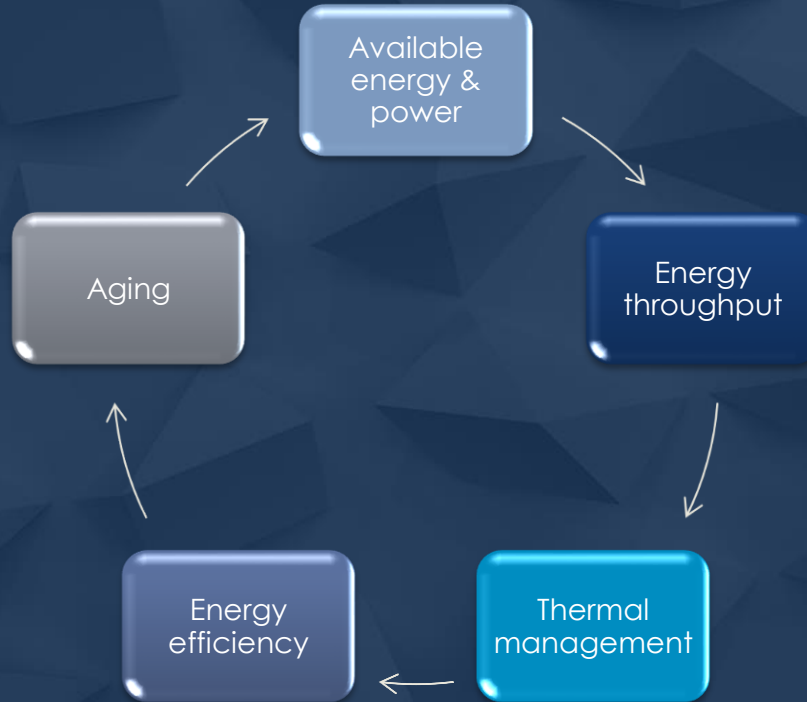 Available
energy &
power
Aging
Energy
throughput
Energy
efficiency
Thermal
management